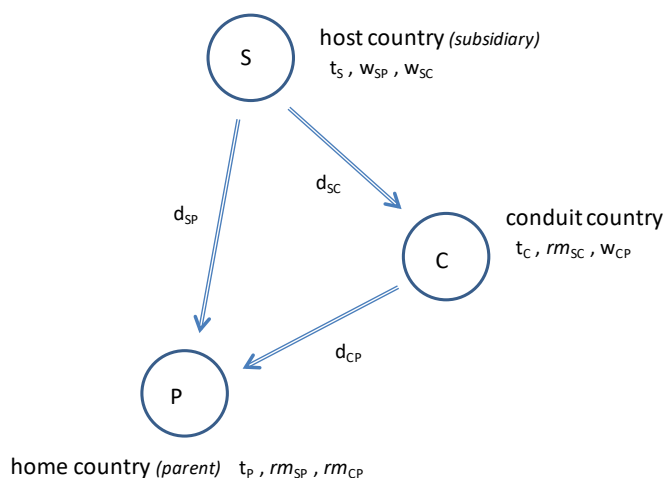 S
host country (subsidiary)
tS , wSP , wSC
dSP
dSC
conduit country
tC , rmSC , wCP
C
dCP
P
home country (parent) tP , rmSP , rmCP